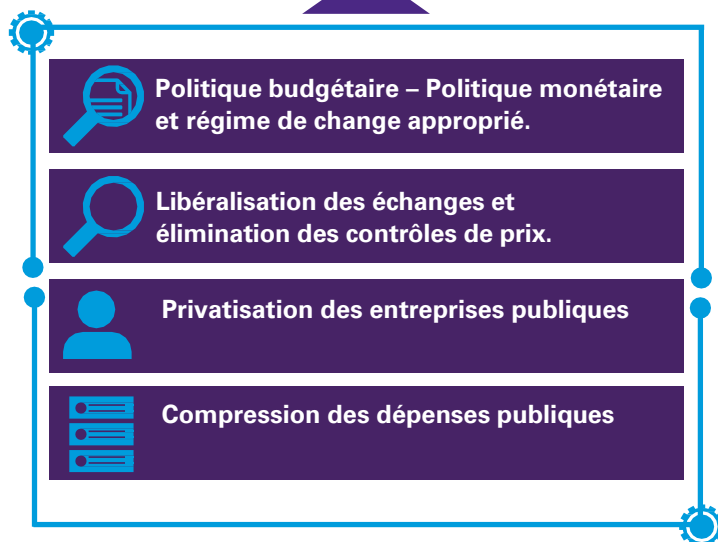 Politique budgétaire – Politique monétaire
et régime de change approprié.
Libéralisation des échanges et
élimination des contrôles de prix.
Privatisation des entreprises publiques
Compression des dépenses publiques